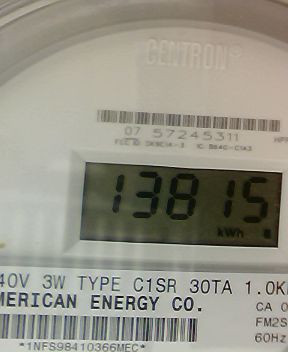 CENTRON®
07 57245311
13815
kWh
40V 3W TYPE C1SR 30TA 1.0K
MERICAN ENERGY CO.
CA 0
FM2S
60Hz
*1NFS98410366MEC*